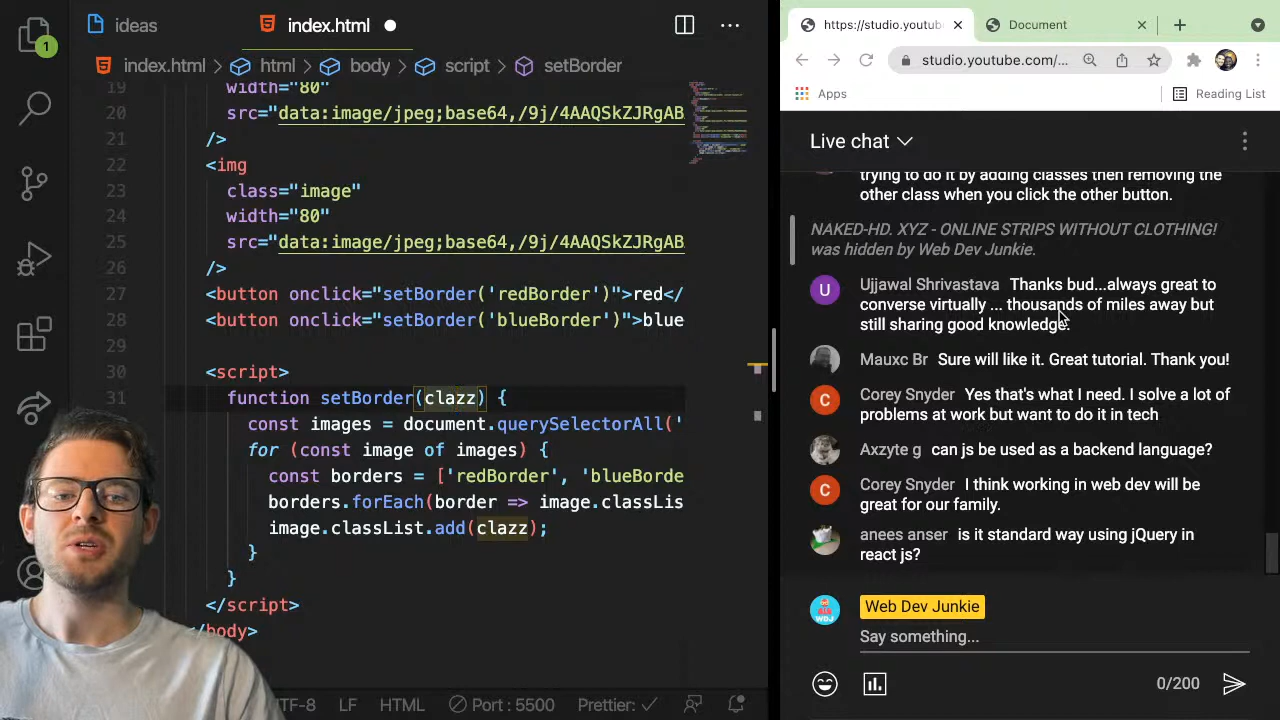 ideas
index.html
https://studio.youtub
Document
1
index.html
html
body
script
setBorder
studio.youtube.com/...
Apps
Reading List
19
width="80"
20
src="data:image/jpeg;base64,/9j/4AAQSkZJRgAB
21
/>
22
<img
23
class="image"
24
width="80"
25
src="data:image/jpeg;base64,/9j/4AAQSkZJRgAB
26
/>
27
<button onclick="setBorder('redBorder')">red</
28
<button onclick="setBorder('blueBorder')">blue
29
30
<script>
31
function setBorder(clazz) {
const images = document.querySelectorAll('
for (const image of images) {
const borders = ['redBorder', 'blueBorde
borders.forEach(border => image.classLis
image.classList.add(clazz);
}
}
</script>
/body>
TF-8
LF
HTML
Port : 5500
Prettier: ✓
Live chat
trying to do it by adding classes then removing the
other class when you click the other button.
NAKED-HD. XYZ - ONLINE STRIPS WITHOUT CLOTHING!
was hidden by Web Dev Junkie.
U
Ujjawal Shrivastava Thanks bud...always great to
converse virtually ... thousands of miles away but
still sharing good knowledge.
Mauxc Br Sure will like it. Great tutorial. Thank you!
C
Corey Snyder Yes that's what I need. I solve a lot of
problems at work but want to do it in tech
Axzyte g can js be used as a backend language?
C
Corey Snyder I think working in web dev will be
great for our family.
anees anser is it standard way using jQuery in
react js?
WDJ
Web Dev Junkie
Say something...
0/200